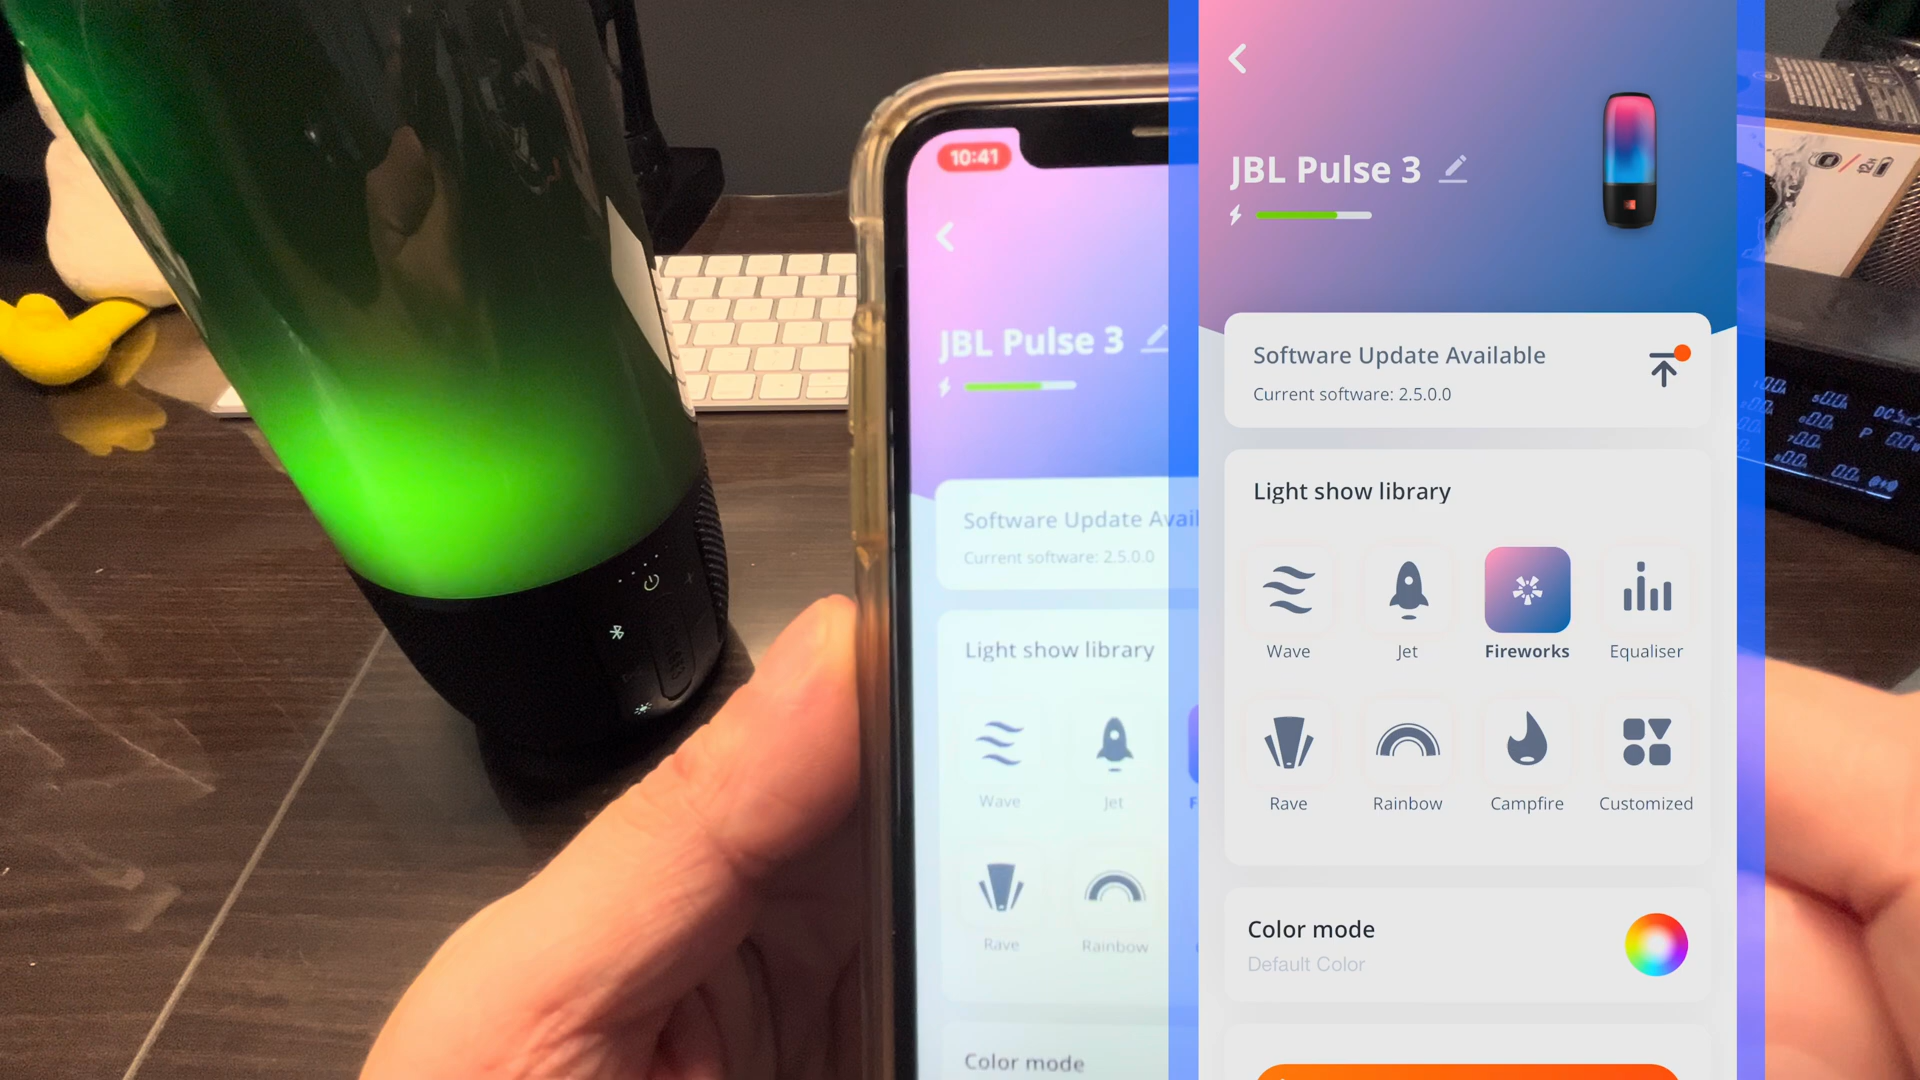 10:41
JBL Pulse 3
Software Update Avail
Current software: 2.5.0.0
Light show library
Wave
Jet
F
Rave
Rainbow
Color mode
JBL Pulse 3
Software Update Available
Current software: 2.5.0.0
Light show library
Wave
Jet
Fireworks
Equaliser
Rave
Rainbow
Campfire
Customized
Color mode
Default Color
12H